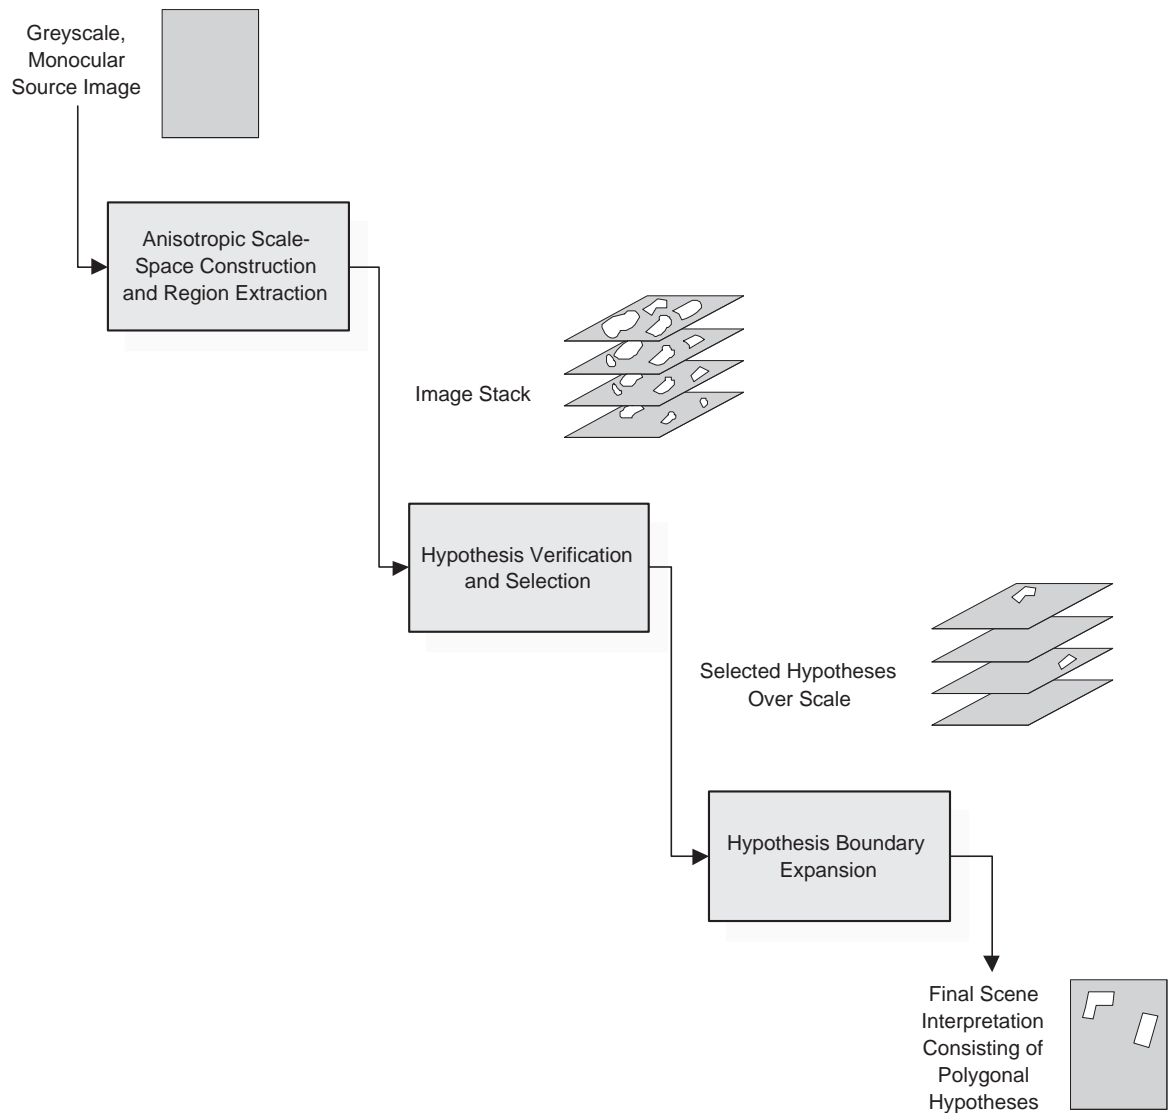 Greyscale,
Monocular
Source Image
Anisotropic Scale-
Space Construction
and Region Extraction
Image Stack
Hypothesis Verification
and Selection
Selected Hypotheses
Over Scale
Hypothesis Boundary
Expansion
Final Scene
Interpretation
Consisting of
Polygonal
Hypotheses